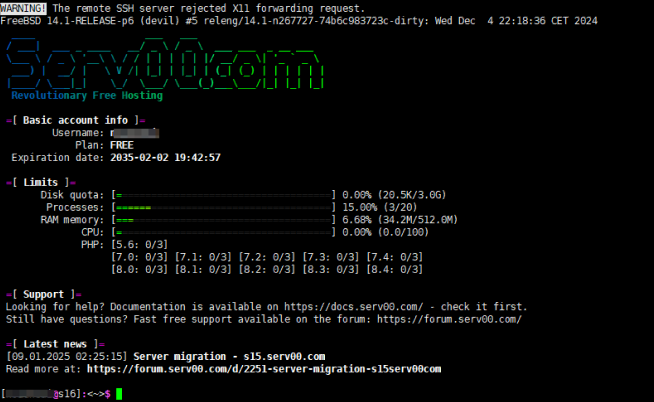 WARNING! The remote SSH server rejected X11 forwarding request.
FreeBSD 14.1-RELEASE-p6 (devil) #5 releng/14.1-n267727-74b6c983723c-dirty: Wed Dec  4 22:18:36 CET 2024
Serv00.com
Revolutionary Free Hosting
=[ Basic account info ]=
Username:
Plan: FREE
Expiration date: 2035-02-02 19:42:57
=[ Limits ]=
Disk quota: [= ] 0.00% (20.5K/3.0G)
Processes: [====== ] 15.00% (3/20)
RAM memory: [=== ] 6.68% (34.2M/512.0M)
CPU: [= ] 0.00% (0.0/100)
PHP: [5.6: 0/3]
[7.0: 0/3] [7.1: 0/3] [7.2: 0/3] [7.3: 0/3] [7.4: 0/3]
[8.0: 0/3] [8.1: 0/3] [8.2: 0/3] [8.3: 0/3] [8.4: 0/3]
=[ Support ]=
Looking for help? Documentation is available on https://docs.serv00.com/ - check it first.
Still have questions? Fast free support available on the forum: https://forum.serv00.com/
=[ Latest news ]=
[09.01.2025 02:25:15] Server migration - s15.serv00.com
Read more at: https://forum.serv00.com/d/2251-server-migration-s15serv00com
[@s16]:<~>$